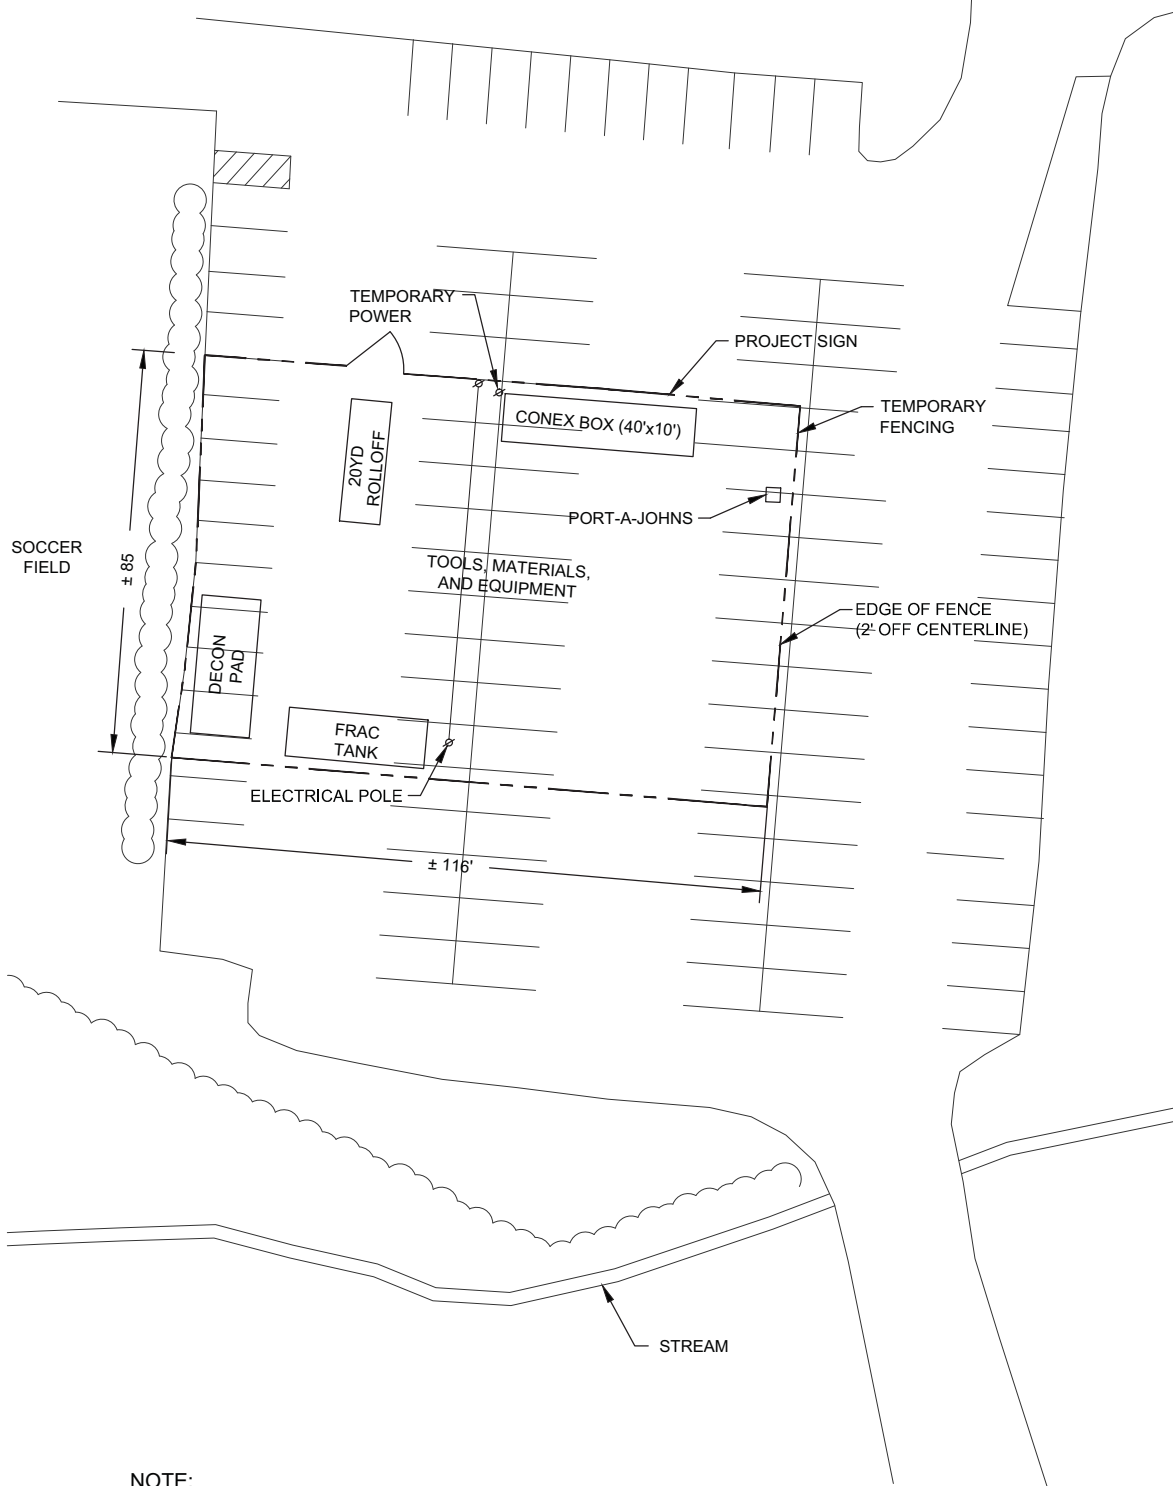 TEMPORARY
POWER
PROJECT SIGN
TEMPORARY
FENCING
CONEX BOX (40'x10')
20YD
ROLLOFF
PORT-A-JOHNS
SOCCER
FIELD
± 85
TOOLS, MATERIALS,
AND EQUIPMENT
EDGE OF FENCE
(2' OFF CENTERLINE)
DECON
PAD
FRAC
TANK
ELECTRICAL POLE
± 116'
STREAM
NOTE: